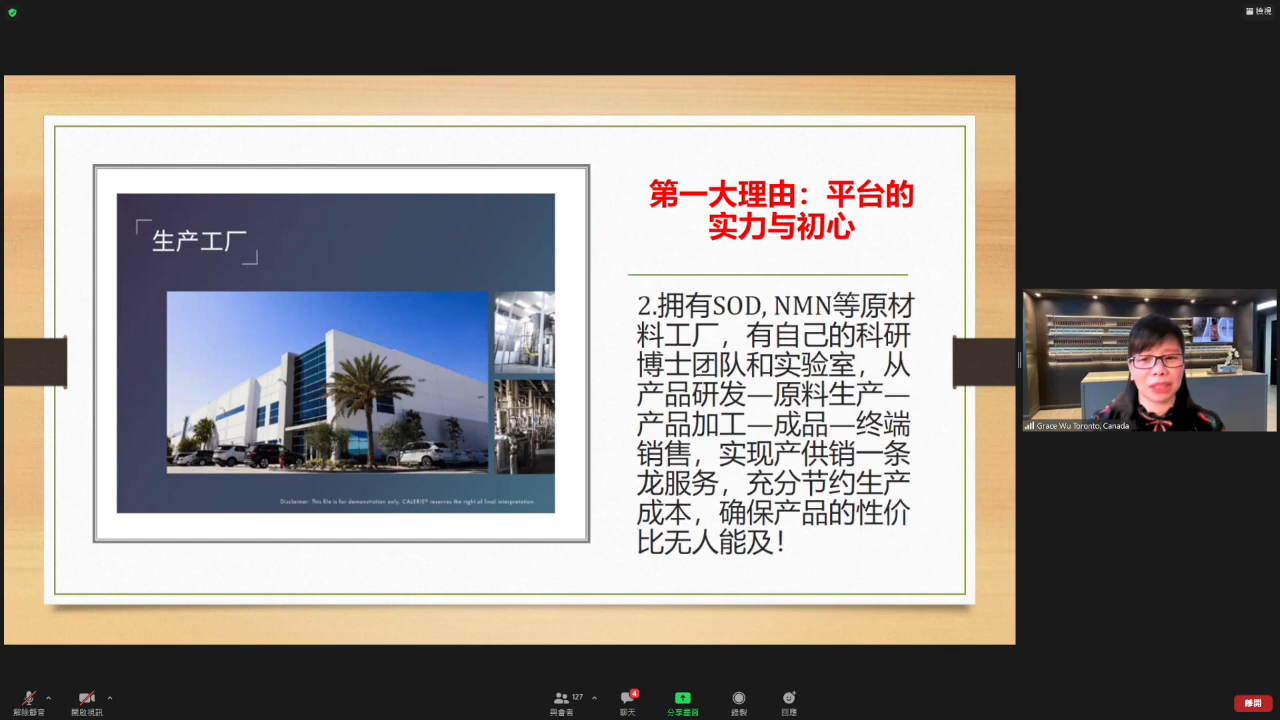 檢視
第一大理由：平台的
实力与初心
生产工厂
2.拥有SOD, NMN等原材
料工厂，有自己的科研
博士团队和实验室，从
产品研发—原料生产—
产品加工—成品—终端
销售，实现产供销一条
龙服务，充分节约生产
成本，确保产品的性价
比无人能及！
Disclaimer: This file is for demonstration only, CALERIE® reserves the right of final interpretation.
Grace Wu Toronto, Canada
解除靜音
開啟視訊
127
與會者
4
聊天
分享畫面
錄製
回應
離開